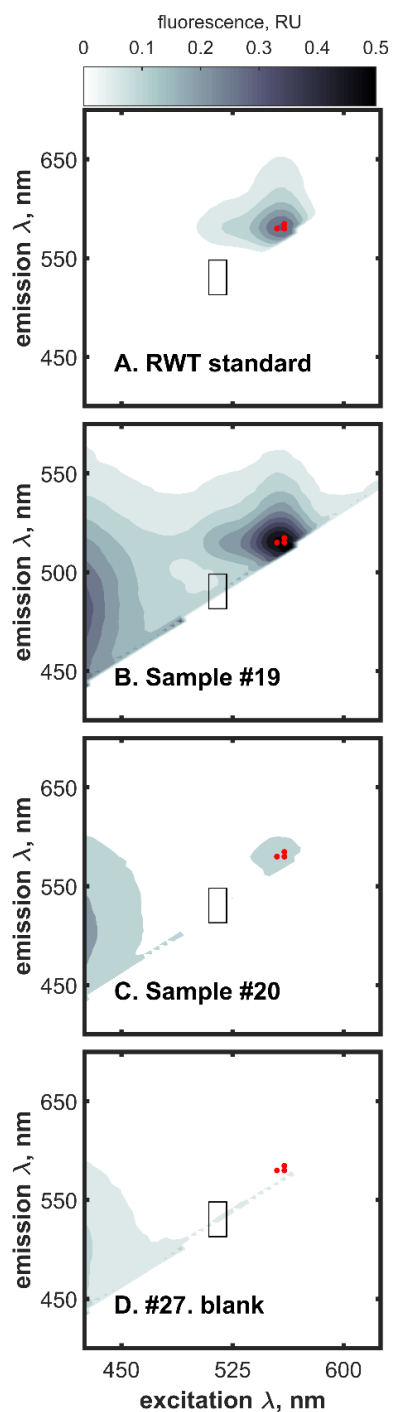 fluorescence, RU
0 0.1 0.2 0.3 0.4 0.5
650
550
450
emission λ, nm
A. RWT standard
550
500
450
emission λ, nm
B. Sample #19
650
550
450
emission λ, nm
C. Sample #20
650
550
450
emission λ, nm
D. #27. blank
450 525 600
excitation λ, nm